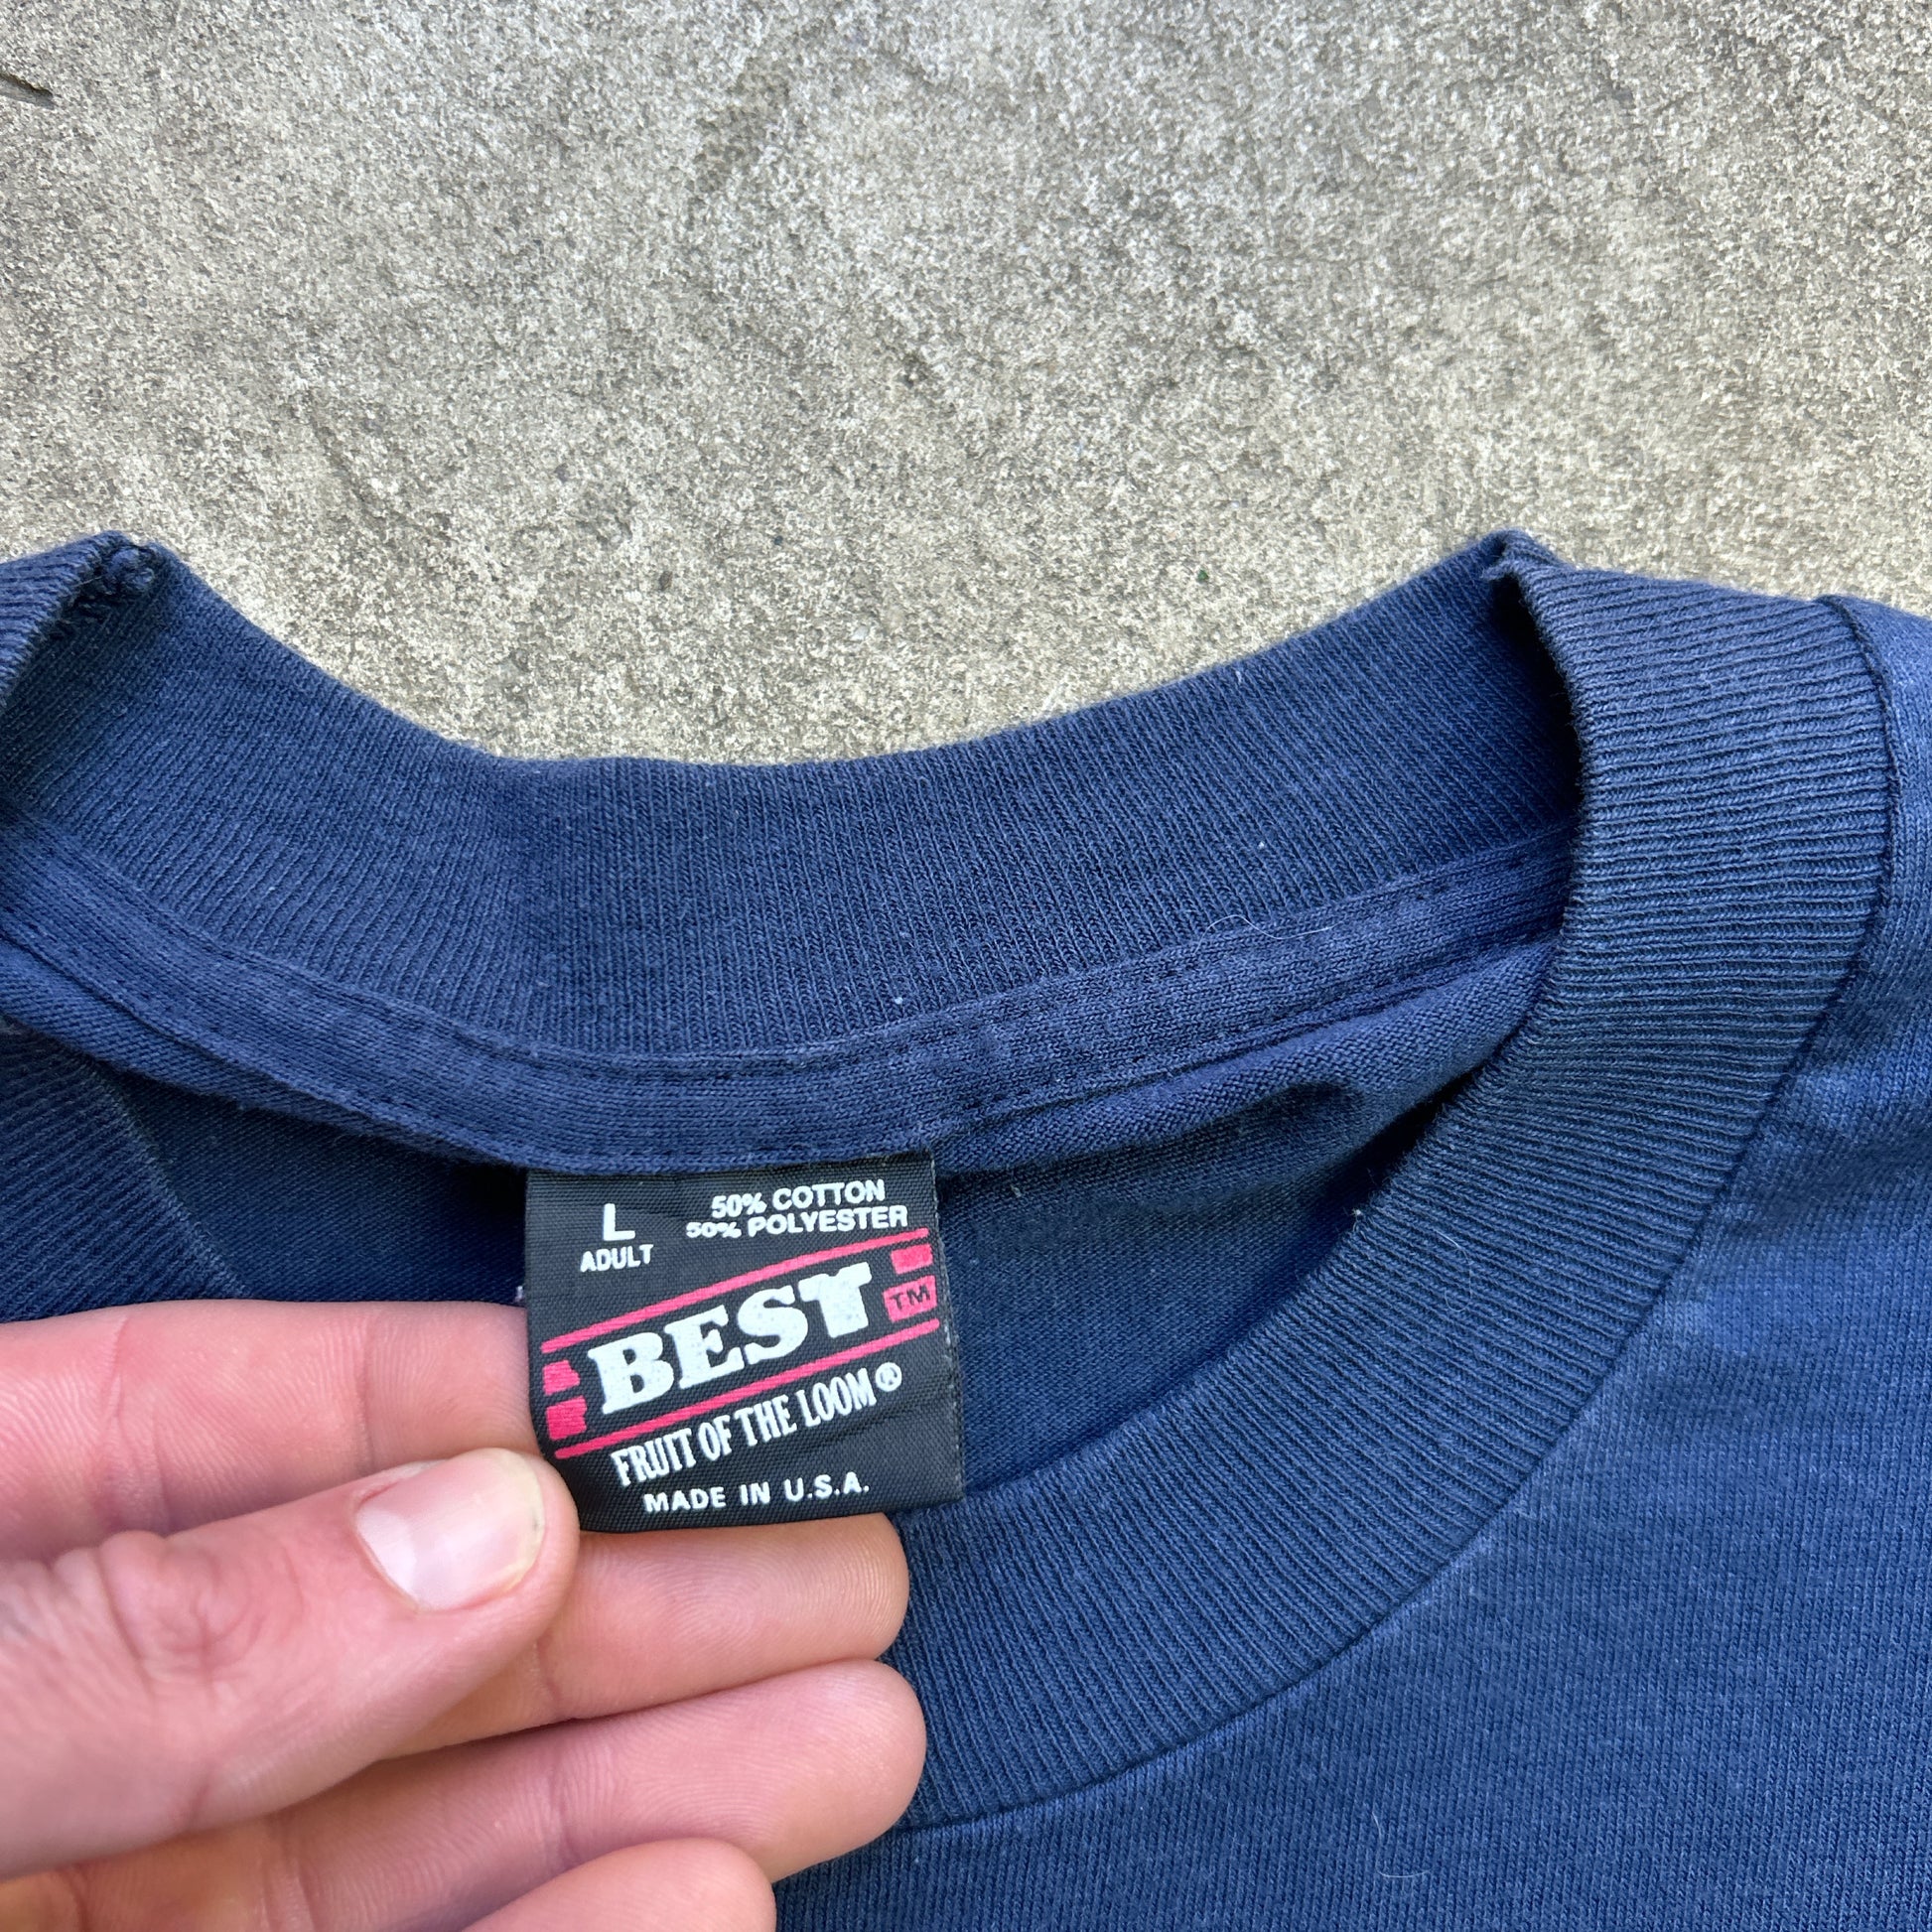 L
ADULT
50% COTTON
50% POLYESTER
BEST TM
FRUIT OF THE LOOM®
MADE IN U.S.A.